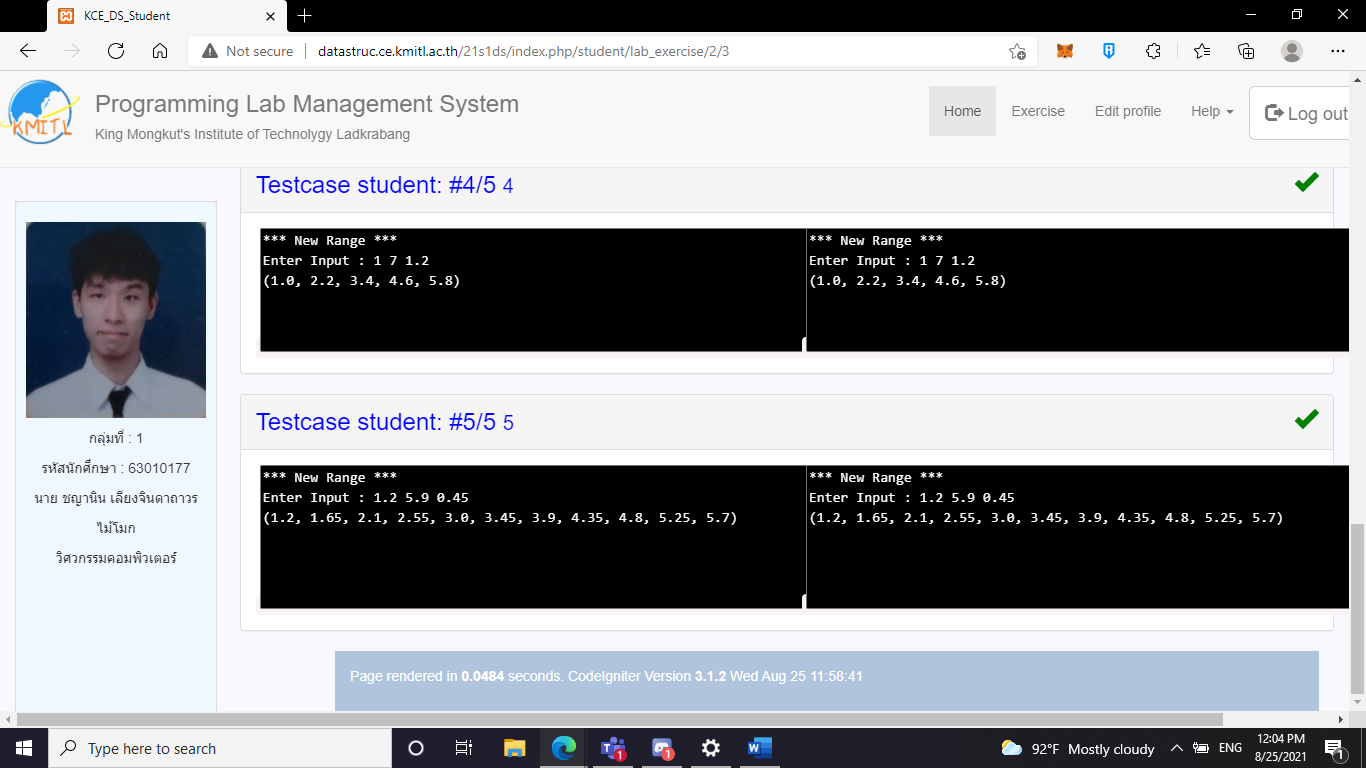 KCE_DS_Student
Not secure
datastruc.ce.kmitl.ac.th/21s1ds/index.php/student/lab_exercise/2/3
KMITL
Programming Lab Management System
King Mongkut's Institute of Technolygy Ladkrabang
Home
Exercise
Edit profile
Help
Log out
กลุ่มที่ : 1
รหัสนักศึกษา : 63010177
นาย ชญานิน เลียงจินดาถาวร
ไม้โมก
วิศวกรรมคอมพิวเตอร์
Testcase student: #4/5 4
*** New Range ***
Enter Input : 1 7 1.2
(1.0, 2.2, 3.4, 4.6, 5.8)
*** New Range ***
Enter Input : 1 7 1.2
(1.0, 2.2, 3.4, 4.6, 5.8)
Testcase student: #5/5 5
*** New Range ***
Enter Input : 1.2 5.9 0.45
(1.2, 1.65, 2.1, 2.55, 3.0, 3.45, 3.9, 4.35, 4.8, 5.25, 5.7)
*** New Range ***
Enter Input : 1.2 5.9 0.45
(1.2, 1.65, 2.1, 2.55, 3.0, 3.45, 3.9, 4.35, 4.8, 5.25, 5.7)
Page rendered in 0.0484 seconds. CodeIgniter Version 3.1.2 Wed Aug 25 11:58:41
Type here to search
1
1
92°F Mostly cloudy
ENG
12:04 PM
8/25/2021
1